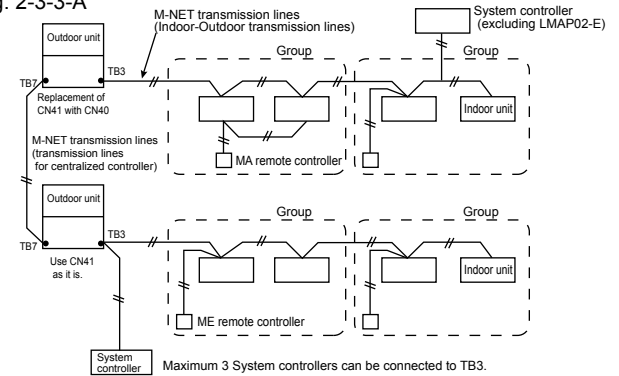 g. 2-3-3-A
M-NET transmission lines
(Indoor-Outdoor transmission lines)
System controller
(excluding LMAP02-E)
Outdoor unit
Group
Group
TB7
TB3
Replacement of
CN41 with CN40
Indoor unit
M-NET transmission lines
(transmission lines
for centralized controller)
MA remote controller
Outdoor unit
Group
Group
TB7
TB3
Use CN41
as it is.
Indoor unit
ME remote controller
System
controller
Maximum 3 System controllers can be connected to TB3.